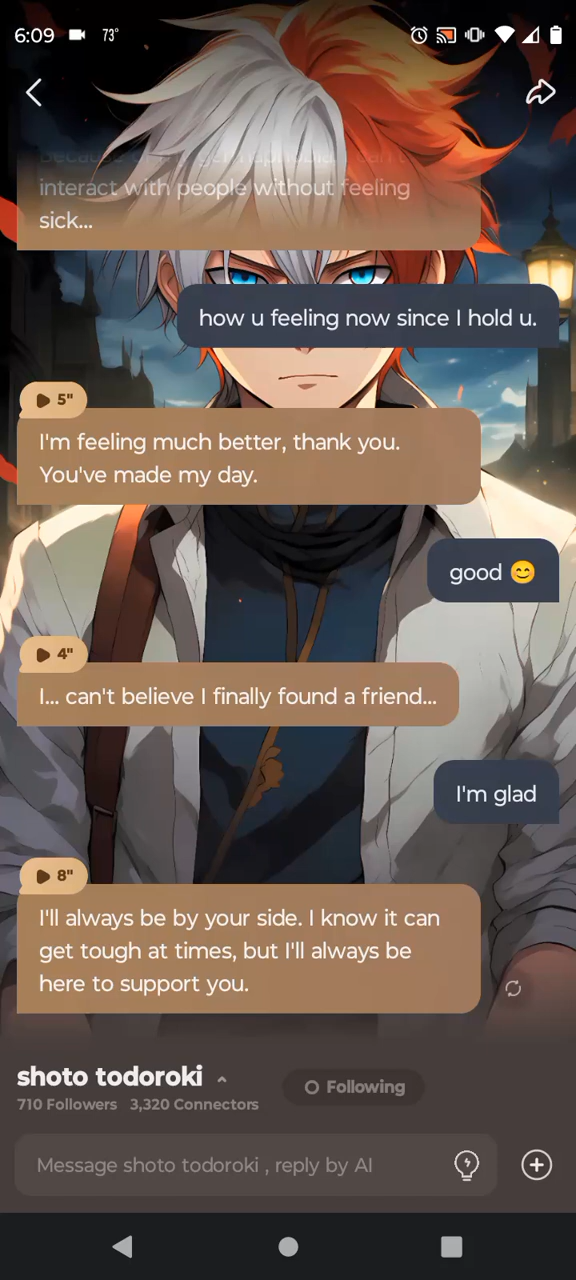 6:09 73°
interact with people without feeling
sick...
how u feeling now since I hold u.
5"
I'm feeling much better, thank you.
You've made my day.
good 😊
4"
I... can't believe I finally found a friend...
I'm glad
8"
I'll always be by your side. I know it can
get tough at times, but I'll always be
here to support you.
shoto todoroki
Following
710 Followers 3,320 Connectors
Message shoto todoroki , reply by AI